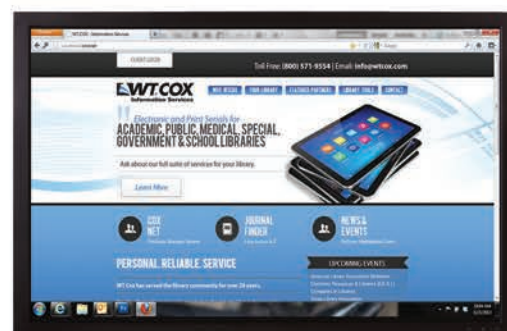 Toll Free: (800) 571-9554 | Email: info@wtcox.com
WT.COX
Information Services
WHY WTCOX YOUR LIBRARY FEATURED PARTNERS LIBRARY TOOLS CONTACT
Electronic and Print Serials for
ACADEMIC, PUBLIC, MEDICAL, SPECIAL,
GOVERNMENT & SCHOOL LIBRARIES
Ask about our full suite of services for your library.
Learn More
COX
NET
JOURNAL
FINDER
NEWS &
EVENTS
PERSONAL. RELIABLE. SERVICE
UPCOMING EVENTS
WT Cox has served the library community for over 28 years.